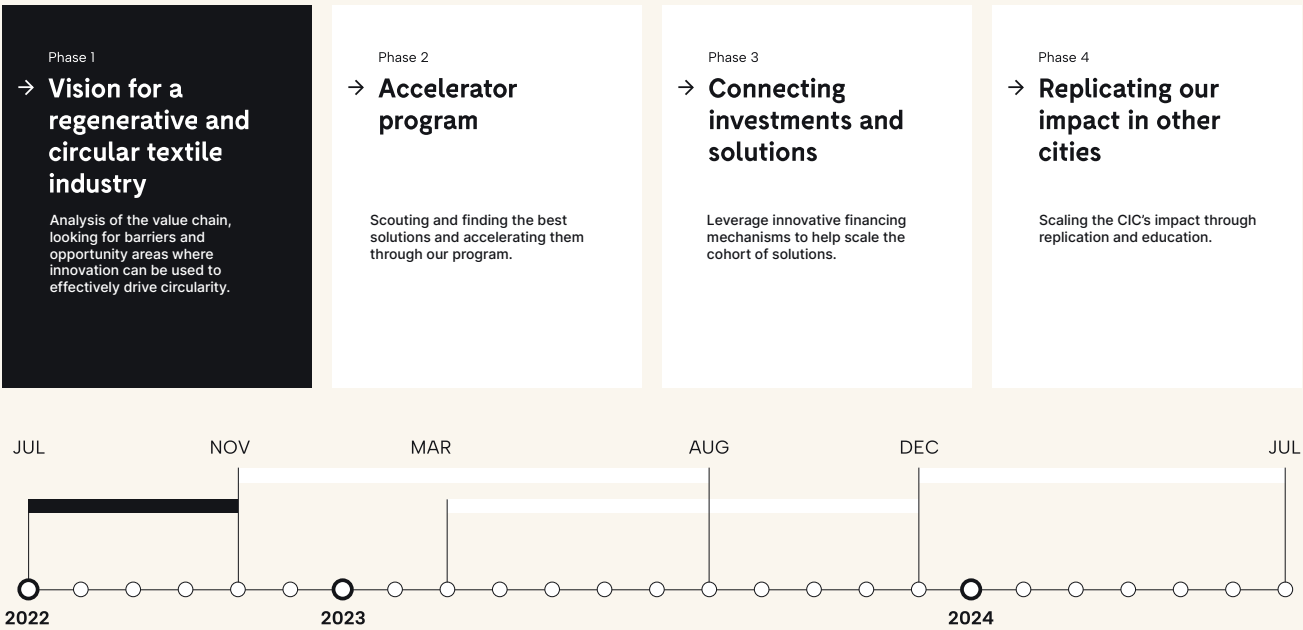 Phase 1
Vision for a
regenerative and
circular textile
industry
Analysis of the value chain,
looking for barriers and
opportunity areas where
innovation can be used to
effectively drive circularity.
Phase 2
Accelerator
program
Scouting and finding the best
solutions and accelerating them
through our program.
Phase 3
Connecting
investments and
solutions
Leverage innovative financing
mechanisms to help scale the
cohort of solutions.
Phase 4
Replicating our
impact in other
cities
Scaling the CIC’s impact through
replication and education.
JUL NOV MAR AUG DEC JUL
2022 2023 2024